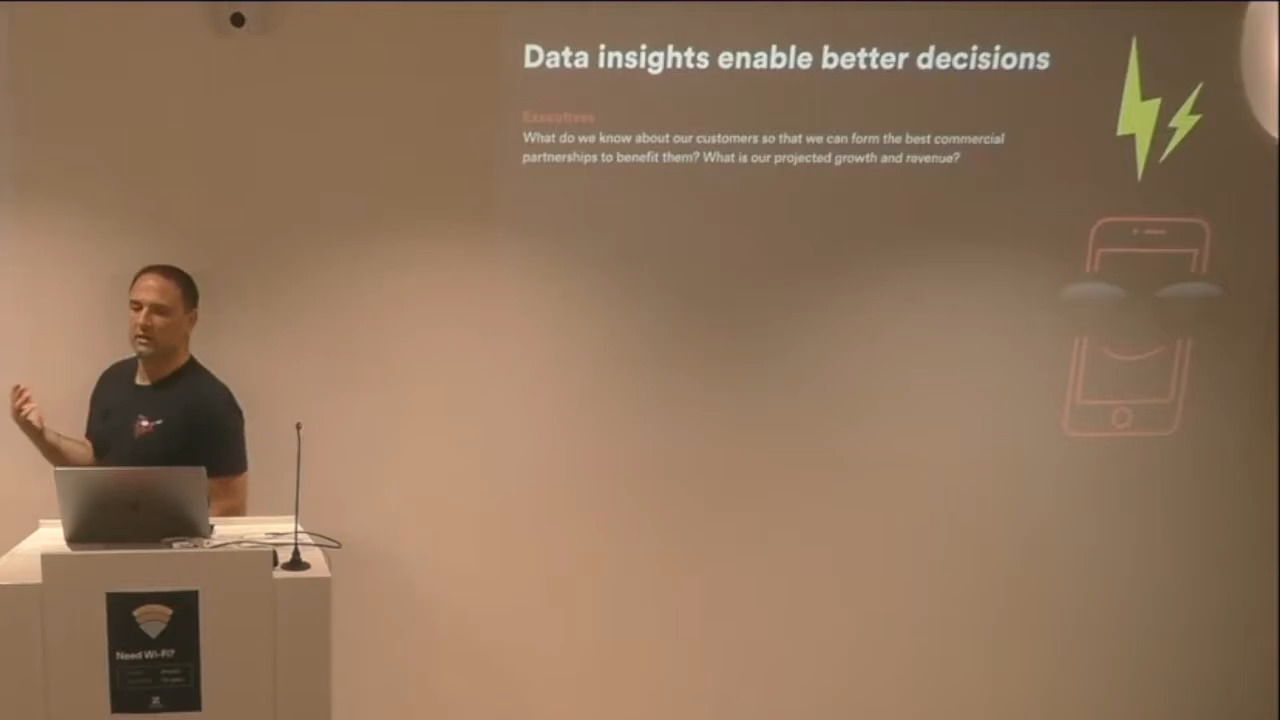 Data insights enable better decisions
Executives
What do we know about our customers so that we can form the best commercial
partnerships to benefit them? What is our projected growth and revenue?
Need Wi-Fi?